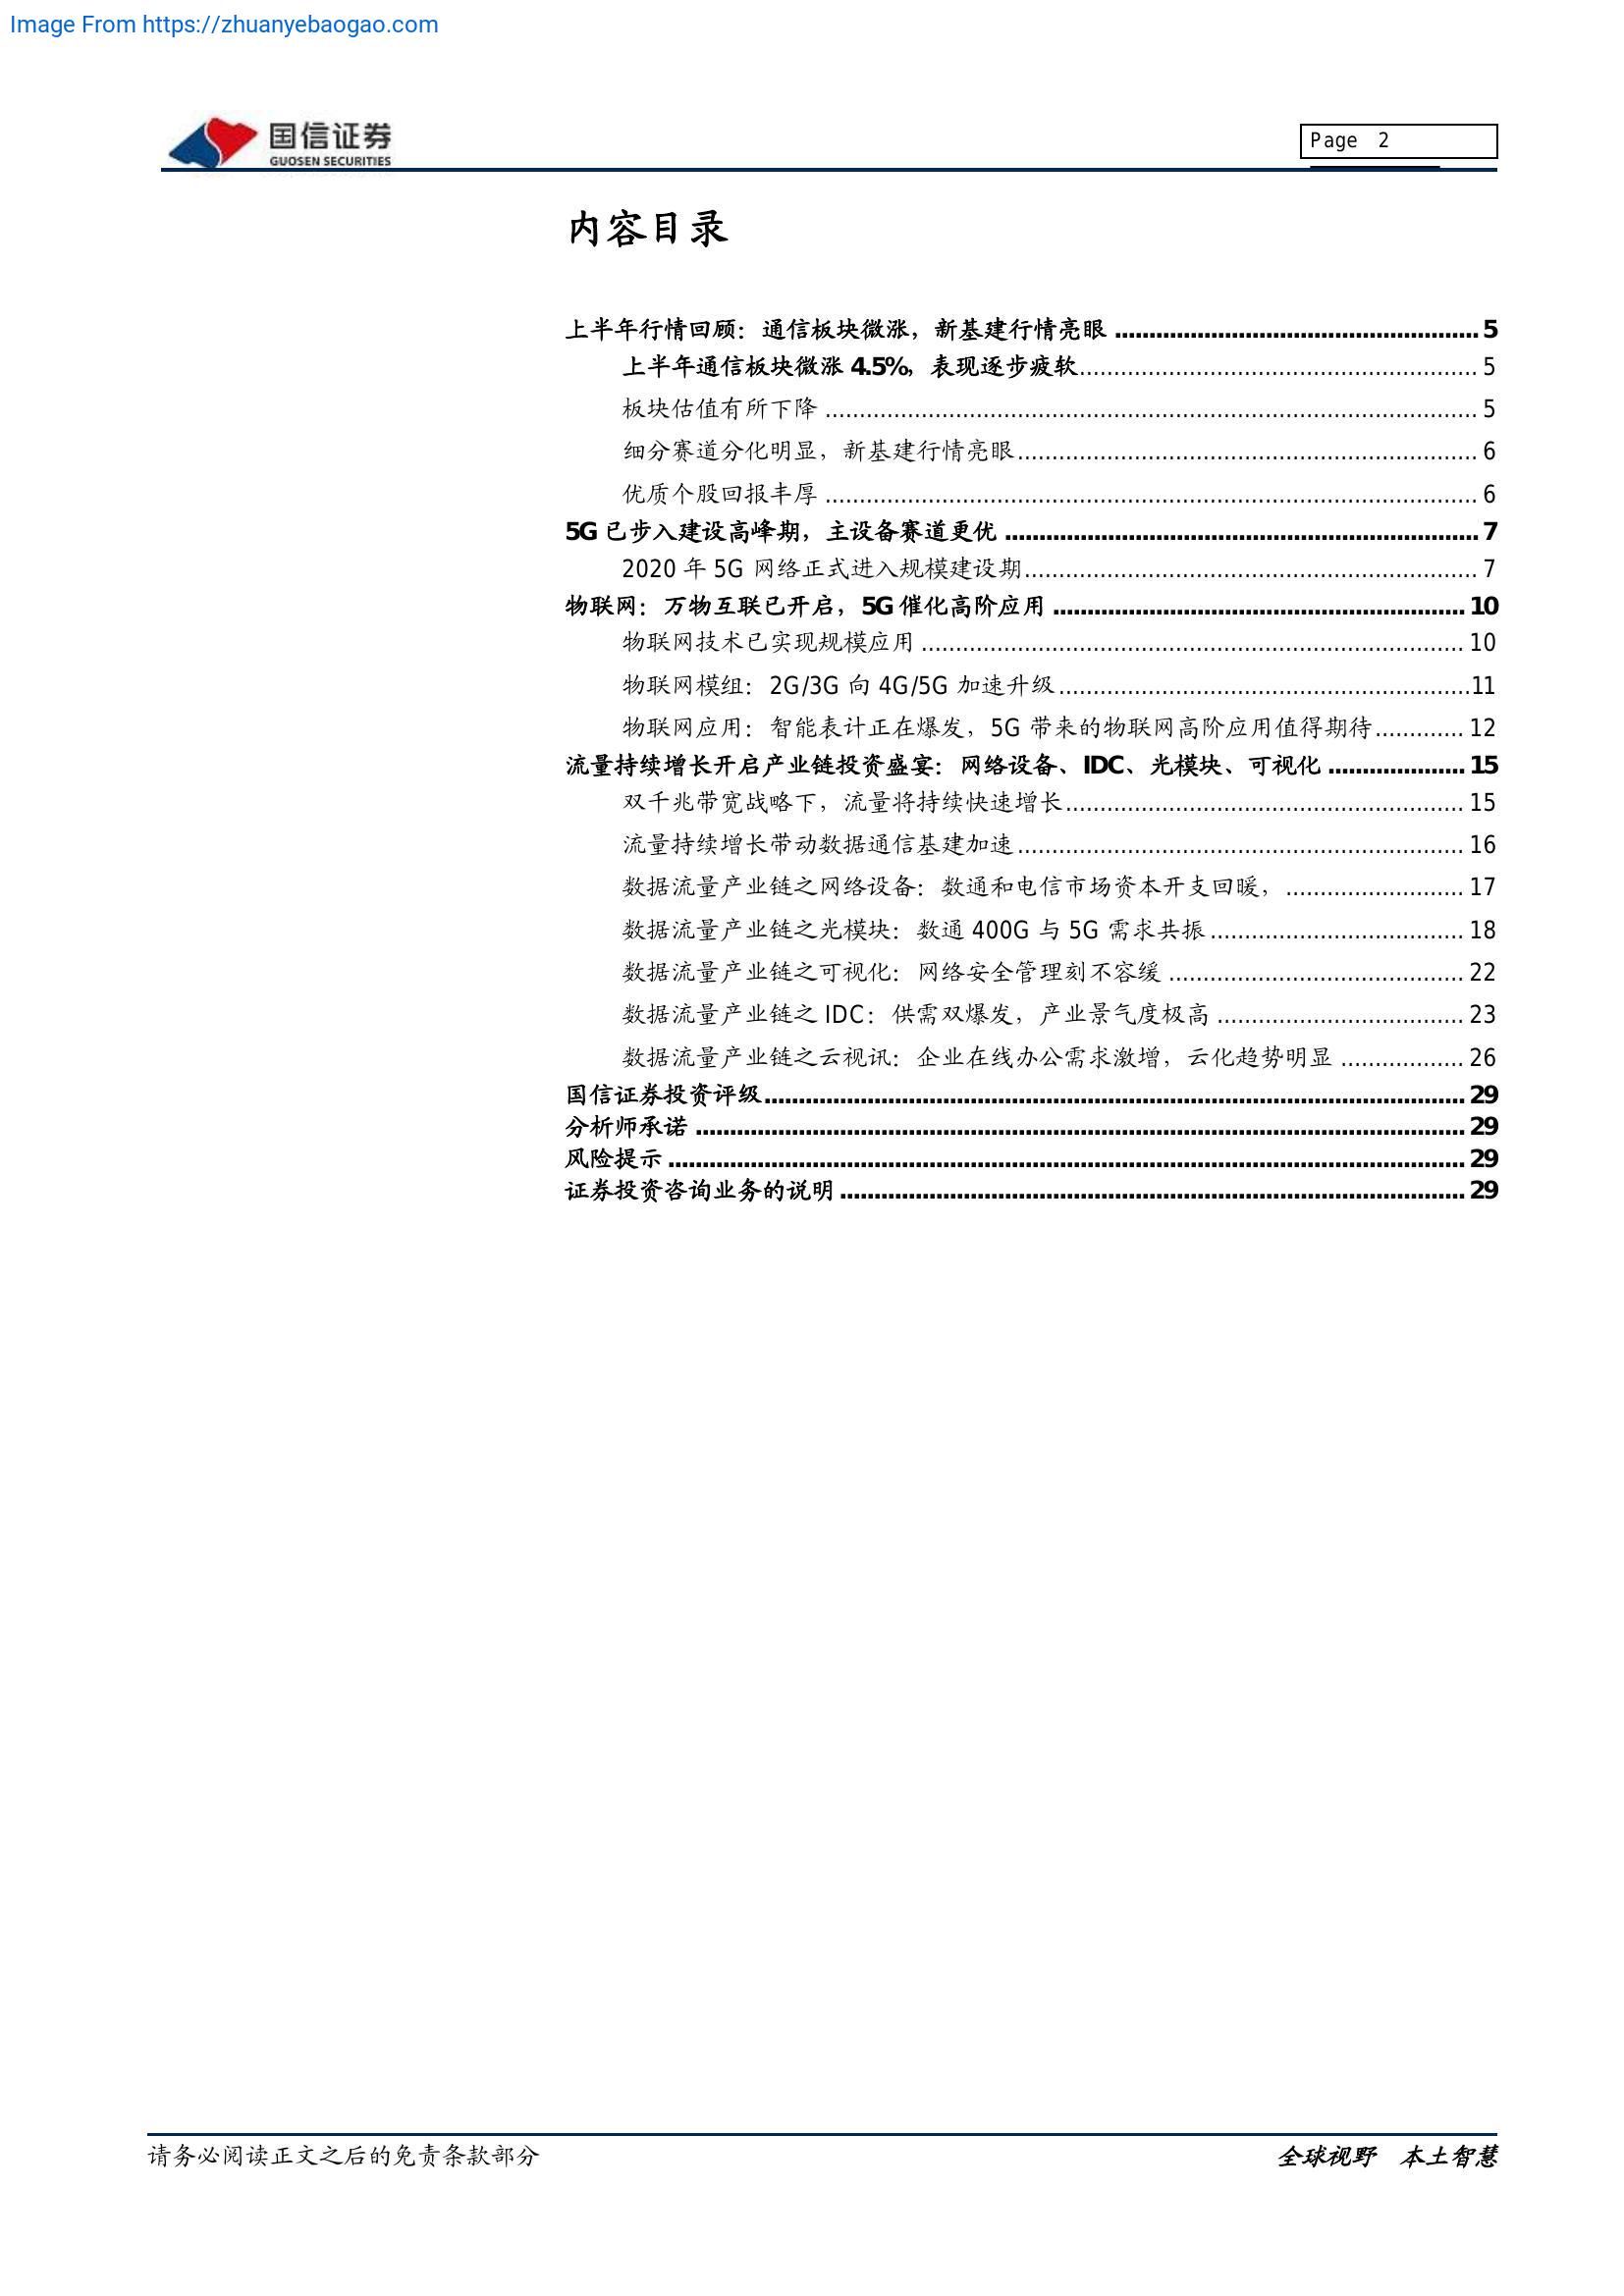 Image From https://zhuanyebaogao.com
国信证券
GUOSEN SECURITIES
Page 2
内容目录
上半年行情回顾：通信板块微涨，新基建行情亮眼 ..................................................... 5
上半年通信板块微涨 4.5%，表现逐步疲软.......................................................... 5
板块估值有所下降 ............................................................................................... 5
细分赛道分化明显，新基建行情亮眼................................................................... 6
优质个股回报丰厚 ............................................................................................... 6
5G 已步入建设高峰期，主设备赛道更优 ..................................................................... 7
2020 年 5G 网络正式进入规模建设期.................................................................. 7
物联网：万物互联已开启，5G 催化高阶应用 ............................................................ 10
物联网技术已实现规模应用 ............................................................................... 10
物联网模组：2G/3G 向 4G/5G 加速升级............................................................11
物联网应用：智能表计正在爆发，5G 带来的物联网高阶应用值得期待............. 12
流量持续增长开启产业链投资盛宴：网络设备、IDC、光模块、可视化 .................... 15
双千兆带宽战略下，流量将持续快速增长.......................................................... 15
流量持续增长带动数据通信基建加速................................................................. 16
数据流量产业链之网络设备：数通和电信市场资本开支回暖， .......................... 17
数据流量产业链之光模块：数通 400G 与 5G 需求共振..................................... 18
数据流量产业链之可视化：网络安全管理刻不容缓 ........................................... 22
数据流量产业链之 IDC：供需双爆发，产业景气度极高 .................................... 23
数据流量产业链之云视讯：企业在线办公需求激增，云化趋势明显 .................. 26
国信证券投资评级...................................................................................................... 29
分析师承诺 ................................................................................................................ 29
风险提示 .................................................................................................................... 29
证券投资咨询业务的说明 ........................................................................................... 29
请务必阅读正文之后的免责条款部分
全球视野 本土智慧